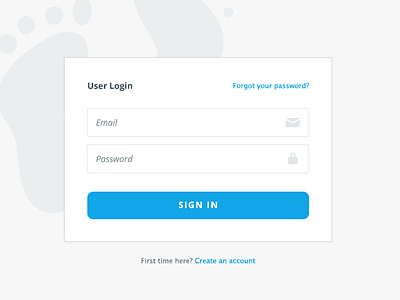 User Login
Forgot your password?
Email
Password
SIGN IN
First time here? Create an account